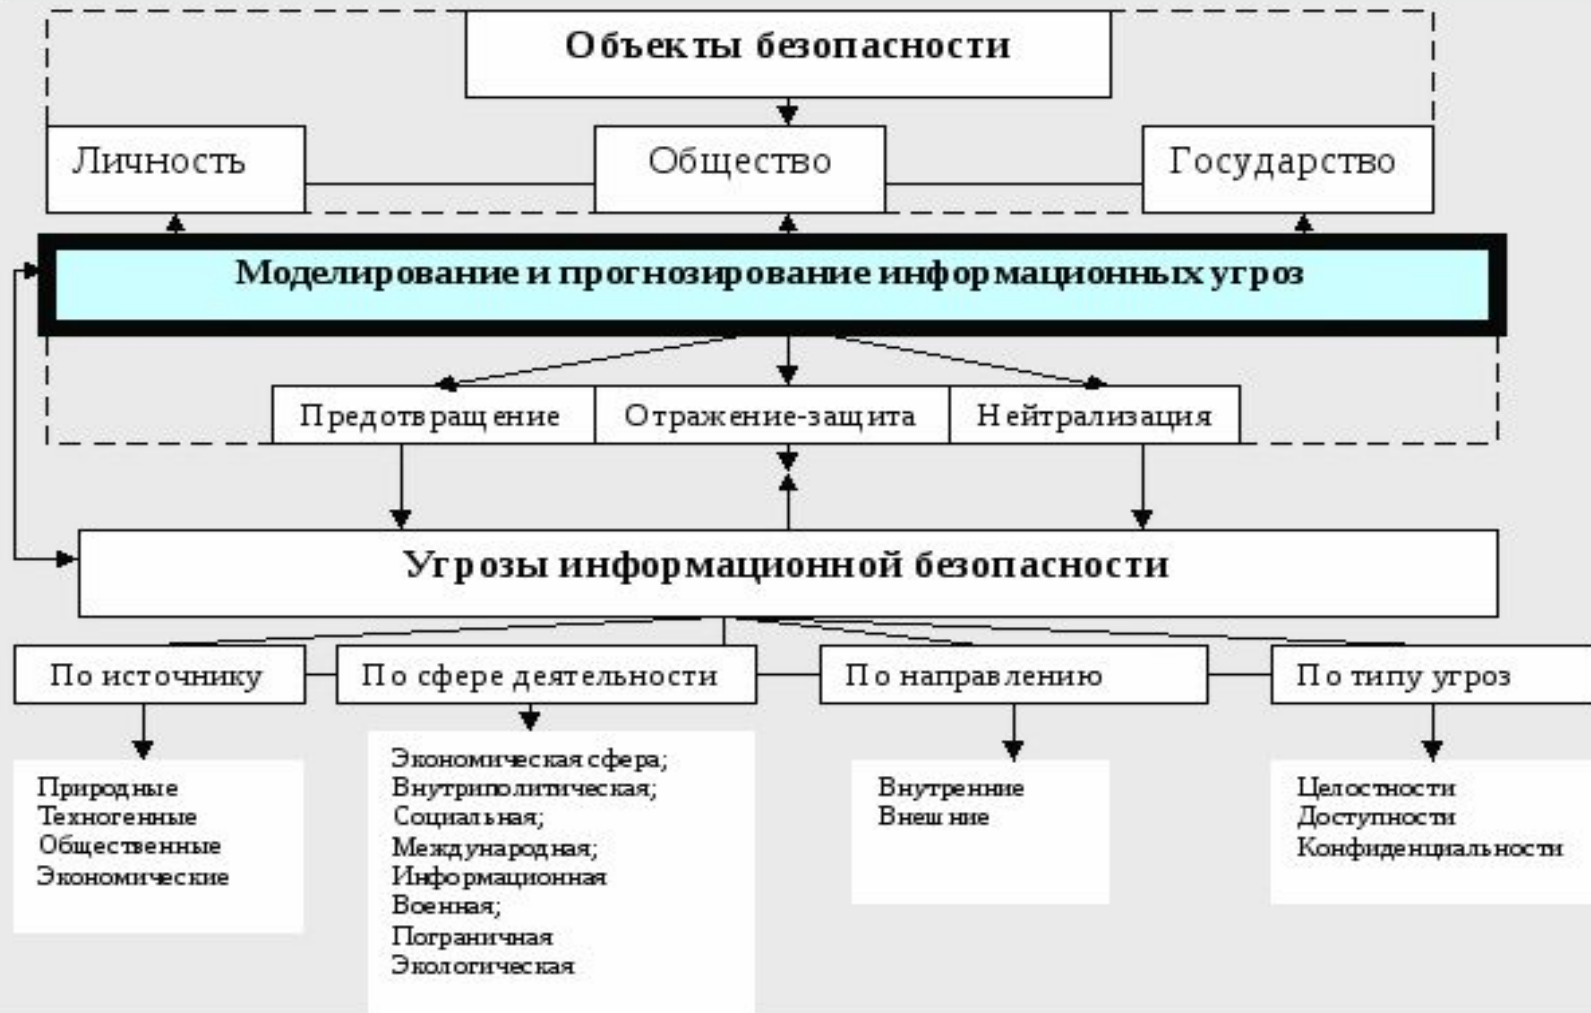 Объекты безопасности
Личность
Общество
Государство
Моделирование и прогнозирование информационных угроз
Предотвращение
Отражение-защита
Нейтрализация
Угрозы информационной безопасности
По источнику
По сфере деятельности
По направлению
По типу угроз
Природные
Техногенные
Общественные
Экономические
Экономическая сфера;
Внутриполитическая;
Социальная;
Международная;
Информационная
Военная;
Пограничная
Экологическая
Внутренние
Внешние
Целостности
Доступности
Конфиденциальности